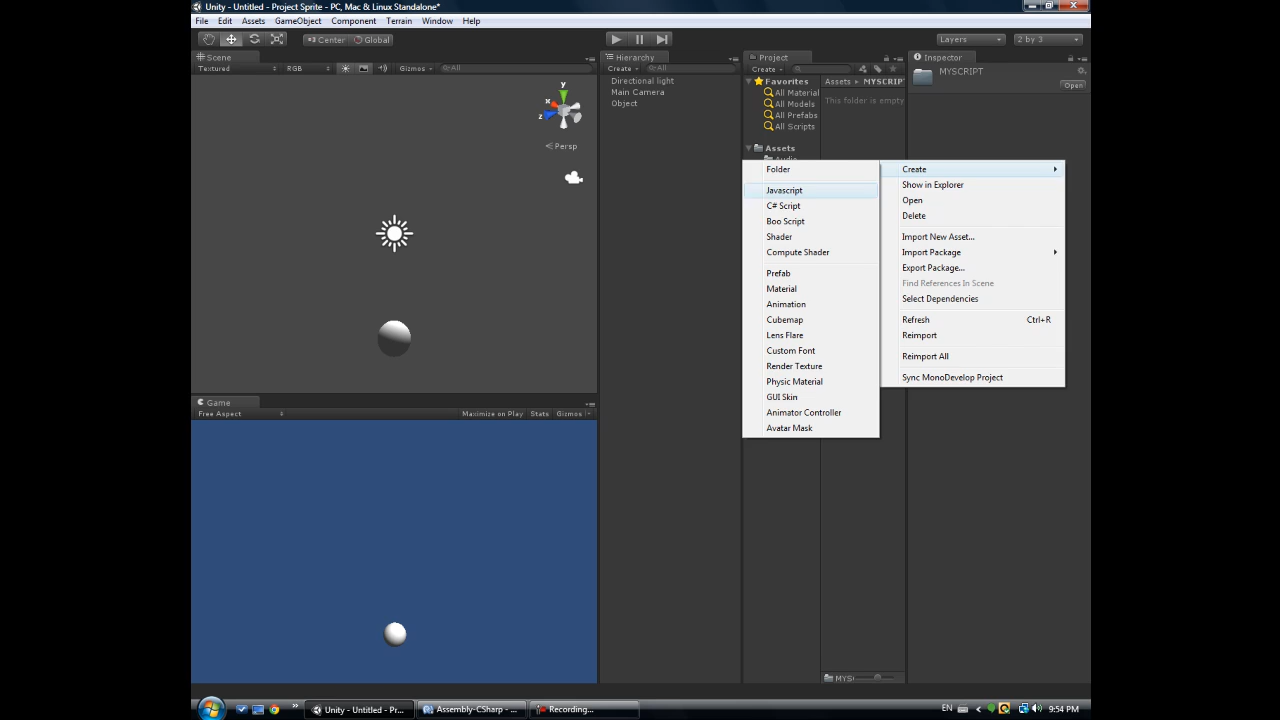 Unity - Untitled - Project Sprite - PC, Mac & Linux Standalone*
File Edit Assets GameObject Component Terrain Window Help
Center Global Layers 2 by 3
Scene
Textured RGB Gizmos All
y
x
z
Persp
Hierarchy
Create All
Directional light
Main Camera
Object
Project
Create
Favorites
All Material
All Models
All Prefabs
All Scripts
Assets
Audio
Assets MYSCRIPT
This folder is empty
Inspector
MYSCRIPT
Open
Folder
Javascript
C# Script
Boo Script
Shader
Compute Shader
Prefab
Material
Animation
Cubemap
Lens Flare
Custom Font
Render Texture
Physic Material
GUI Skin
Animator Controller
Avatar Mask
Create
Show in Explorer
Open
Delete
Import New Asset...
Import Package
Export Package...
Find References In Scene
Select Dependencies
Refresh Ctrl+R
Reimport
Reimport All
Sync MonoDevelop Project
Game
Free Aspect Maximize on Play Stats Gizmos
MYS
Unity - Untitled - Pr... Assembly-CSharp - ... Recording... EN 9:54 PM